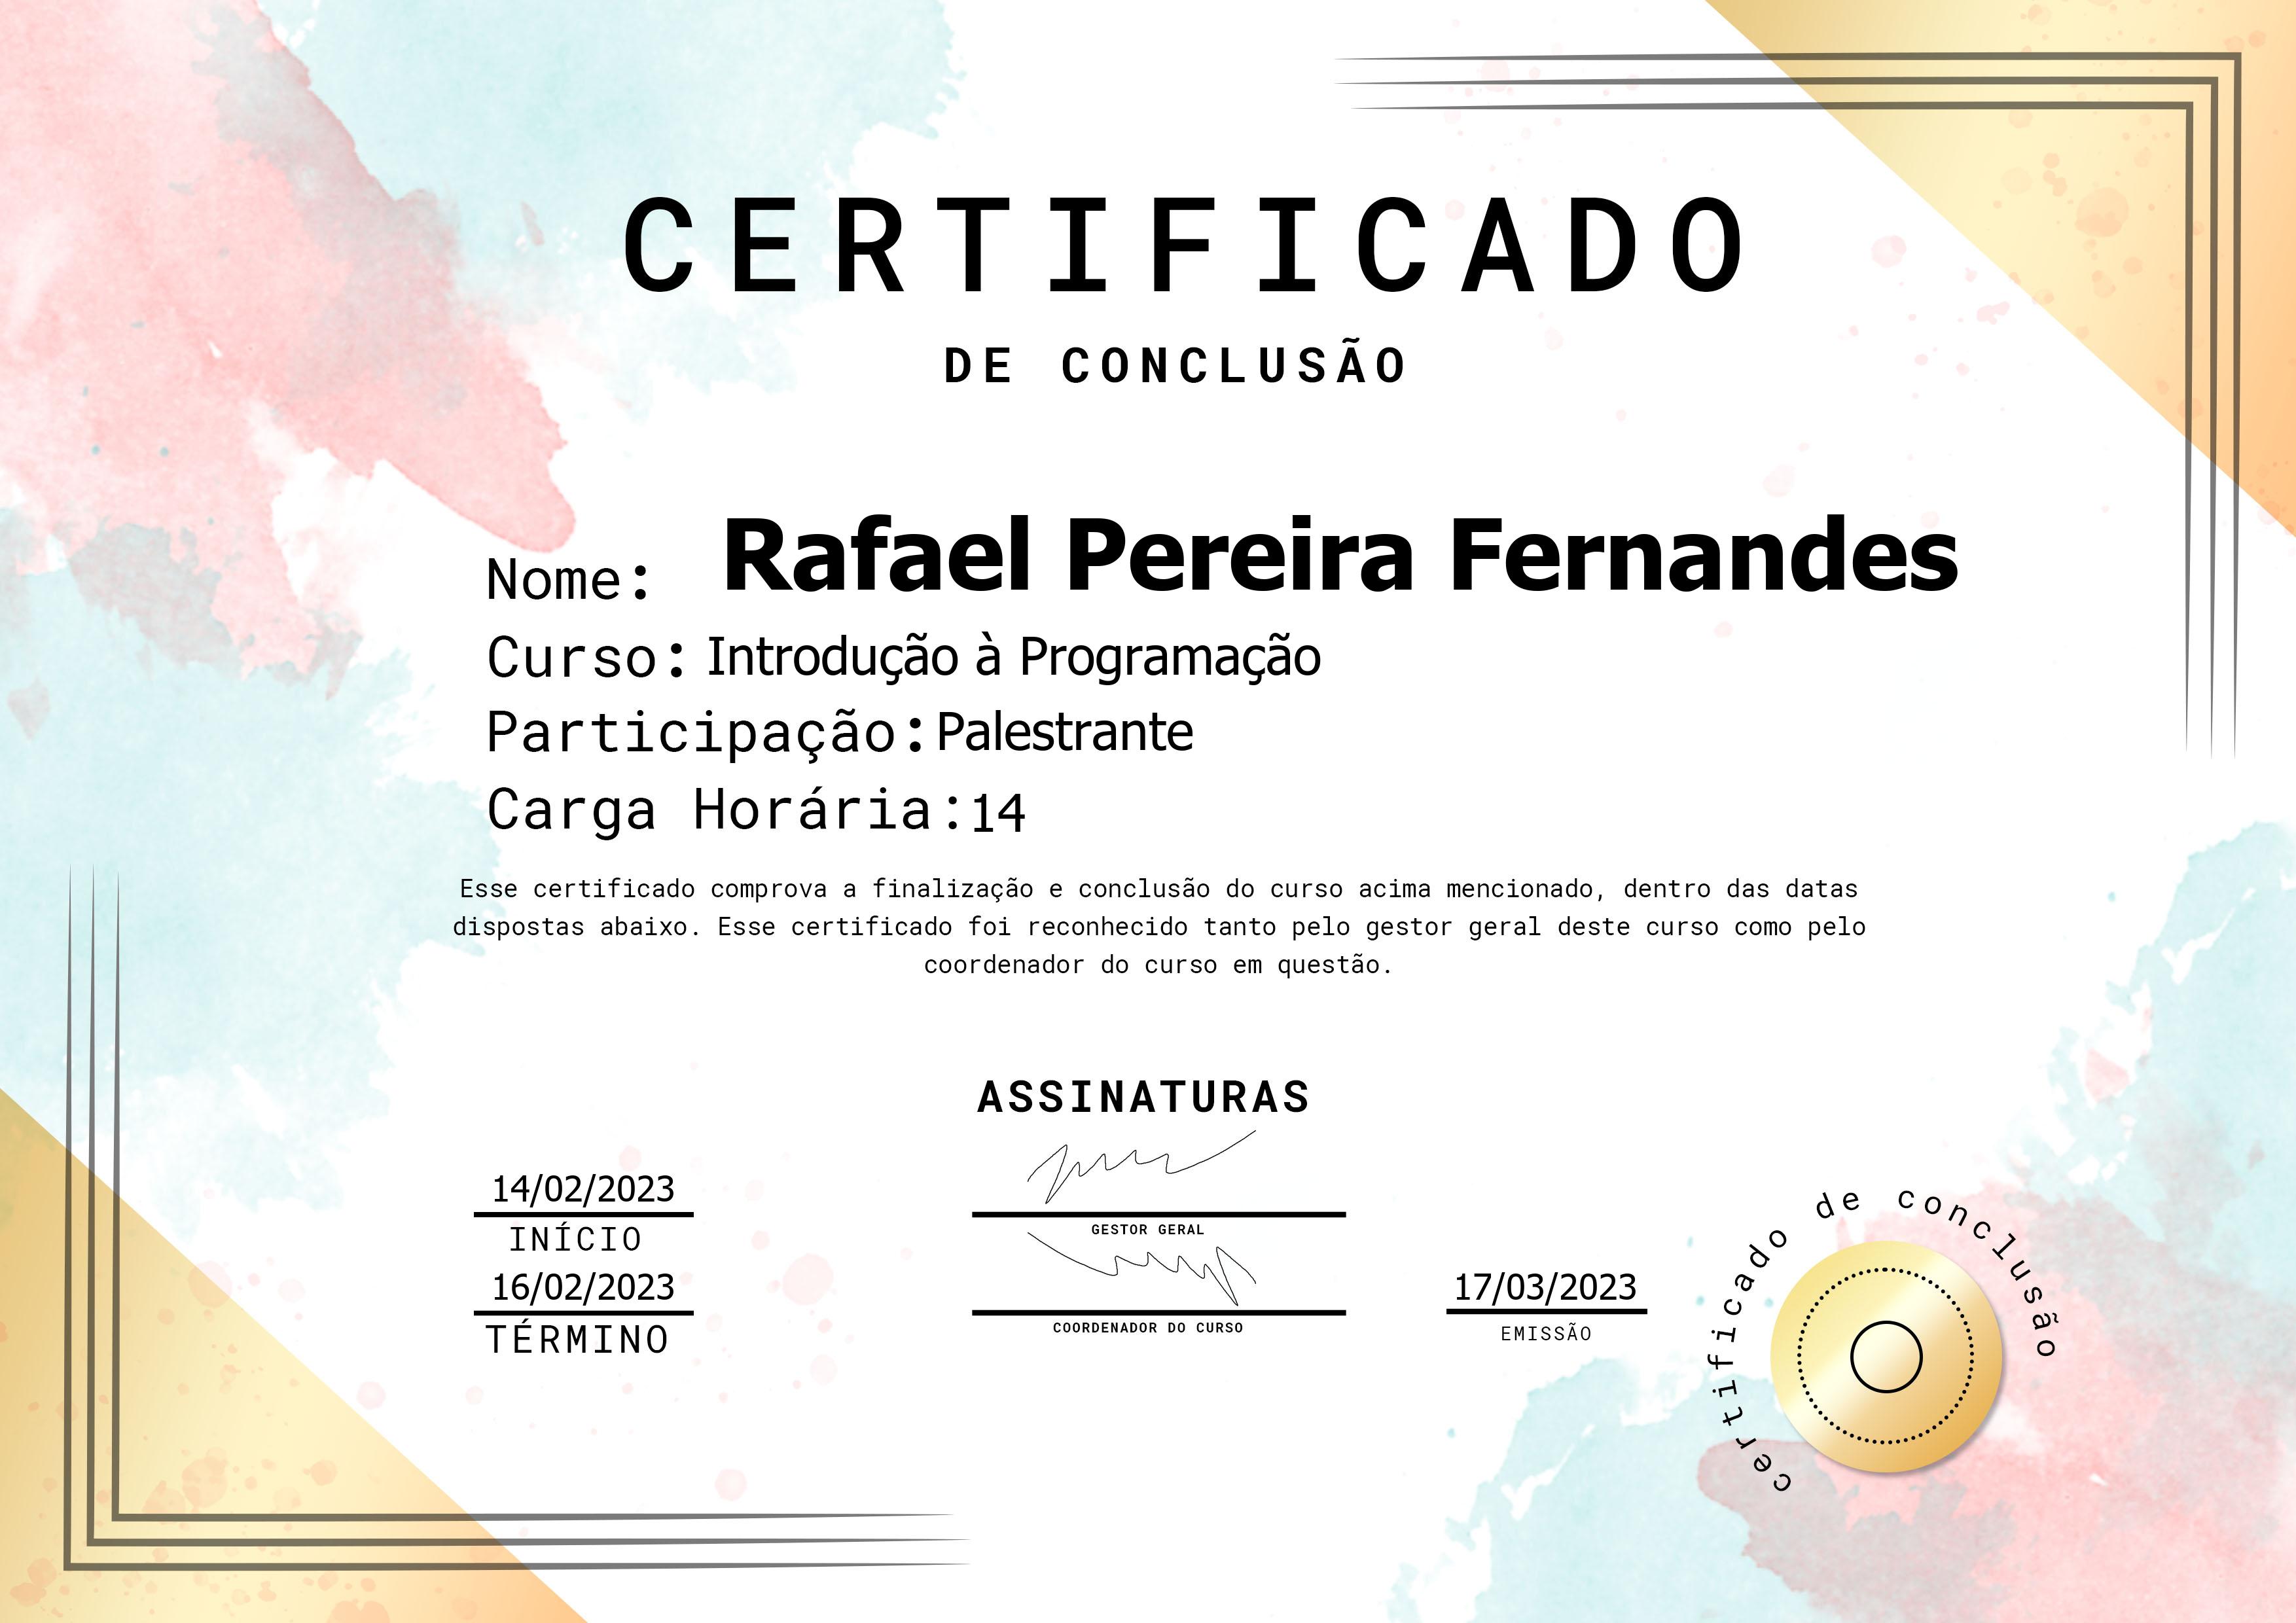 CERTIFICADO
DE CONCLUSÃO
Nome: Rafael Pereira Fernandes
Curso: Introdução à Programação
Participação: Palestrante
Carga Horária: 14
Esse certificado comprova a finalização e conclusão do curso acima mencionado, dentro das datas
dispostas abaixo. Esse certificado foi reconhecido tanto pelo gestor geral deste curso como pelo
coordenador do curso em questão.
ASSINATURAS
14/02/2023
INÍCIO
GESTOR GERAL
16/02/2023
TÉRMINO
COORDENADOR DO CURSO
17/03/2023
EMISSÃO
certificado de conclusão